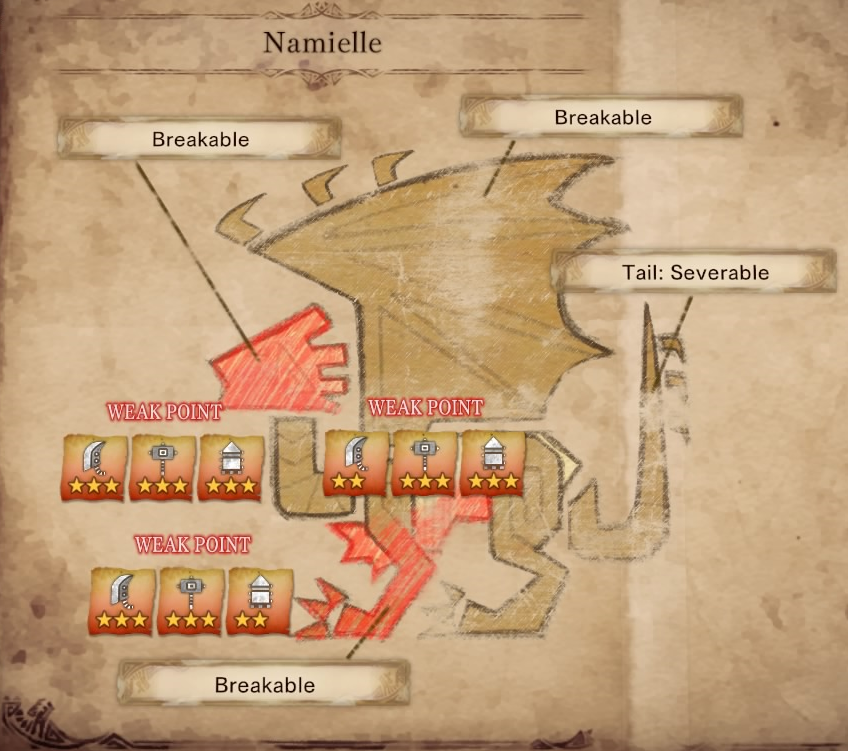 Namielle
Breakable
Breakable
Tail: Severable
WEAK POINT
WEAK POINT
WEAK POINT
Breakable